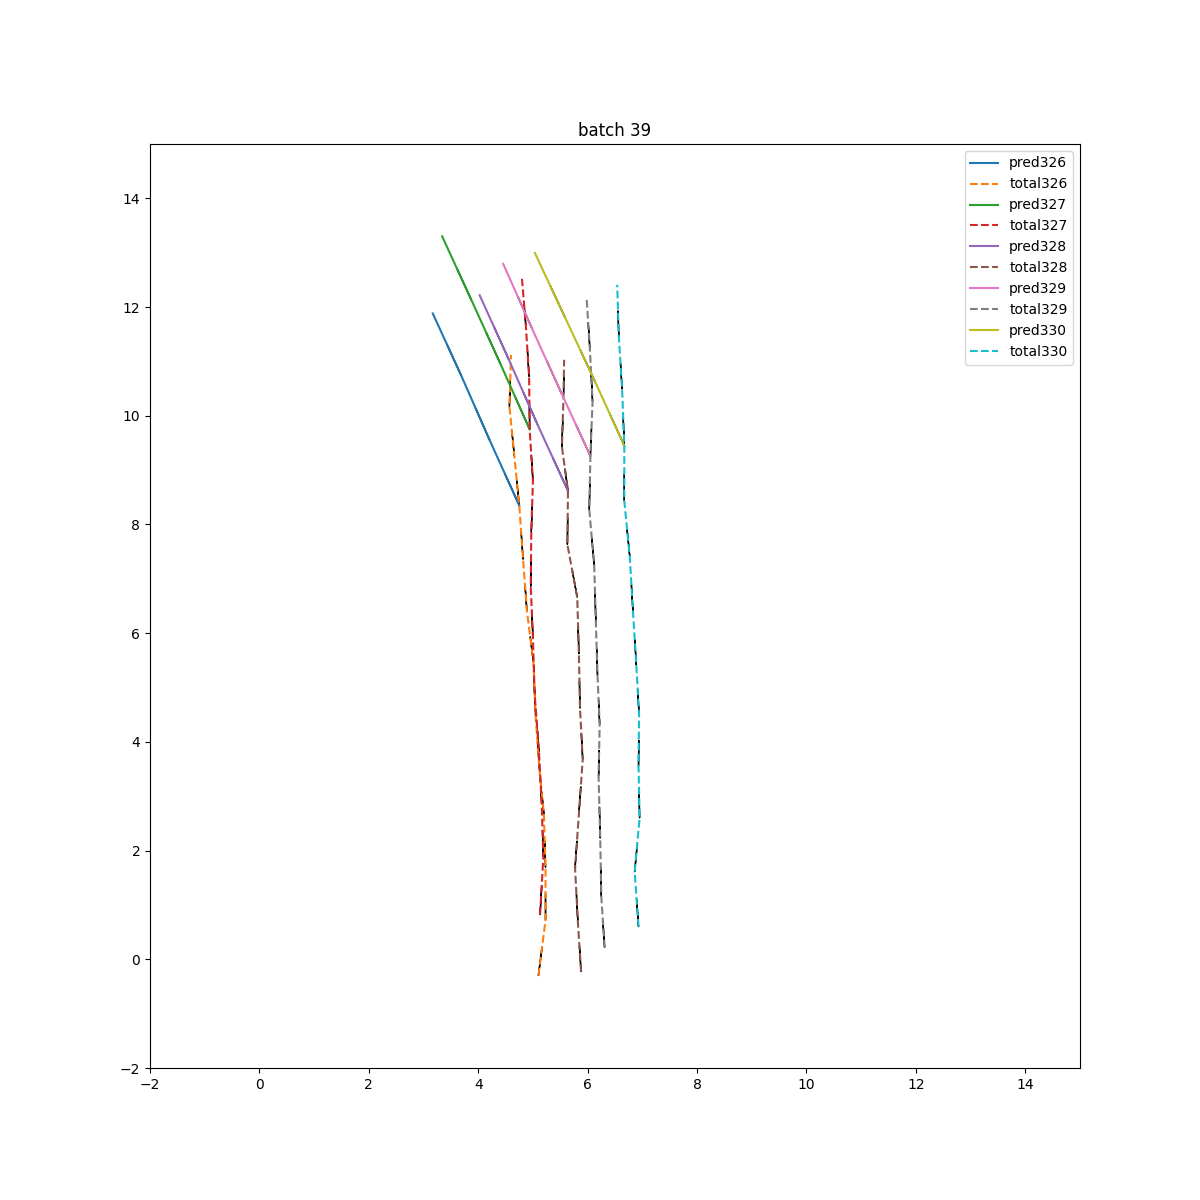 batch 39
pred326
total326
pred327
total327
pred328
total328
pred329
total329
pred330
total330
14
12
10
8
6
4
2
0
−2
−2 0 2 4 6 8 10 12 14